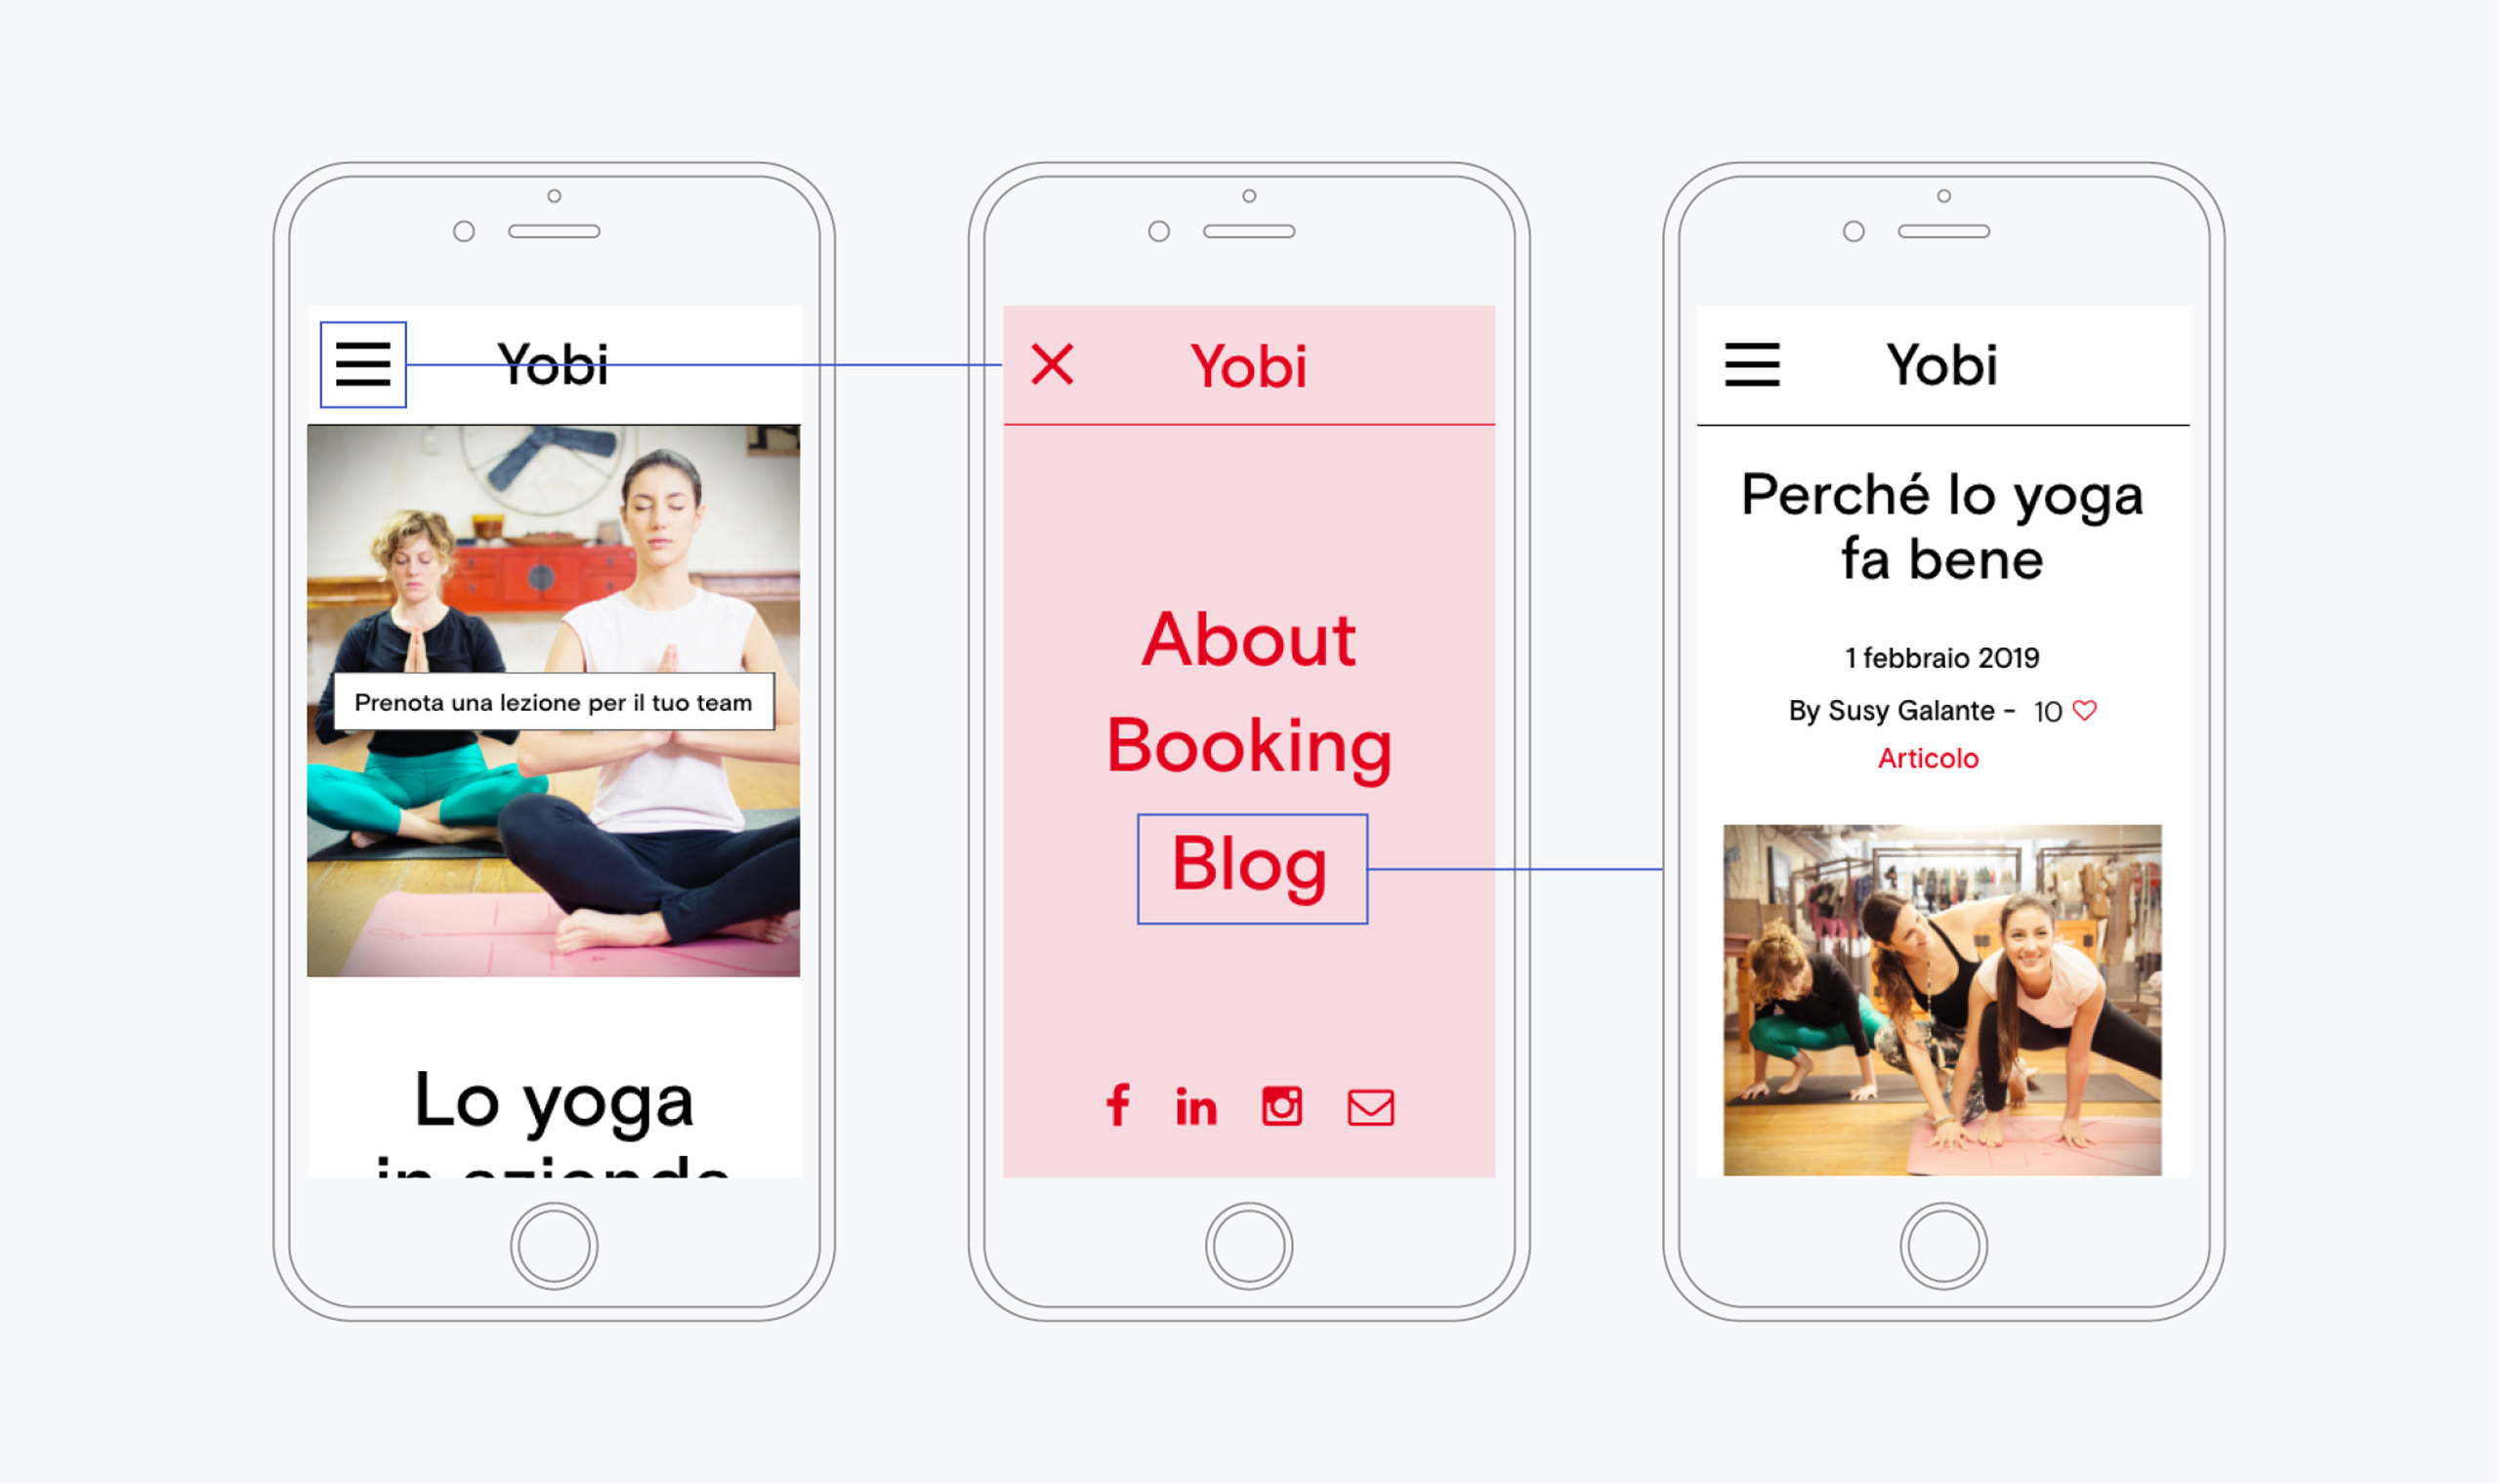 Yobi
Prenota una lezione per il tuo team
Lo yoga
in azienda
Yobi
About
Booking
Blog
Yobi
Perché lo yoga
fa bene
1 febbraio 2019
By Susy Galante - 10
Articolo